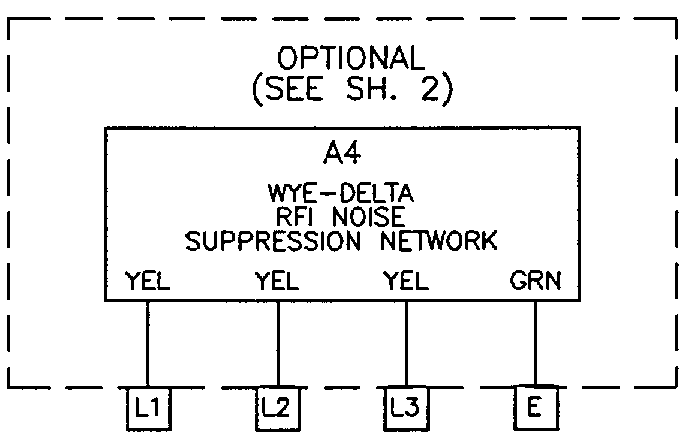 OPTIONAL
(SEE SH. 2)
A4
WYE-DELTA
RFI NOISE
SUPPRESSION NETWORK
YEL YEL YEL GRN
L1 L2 L3 E